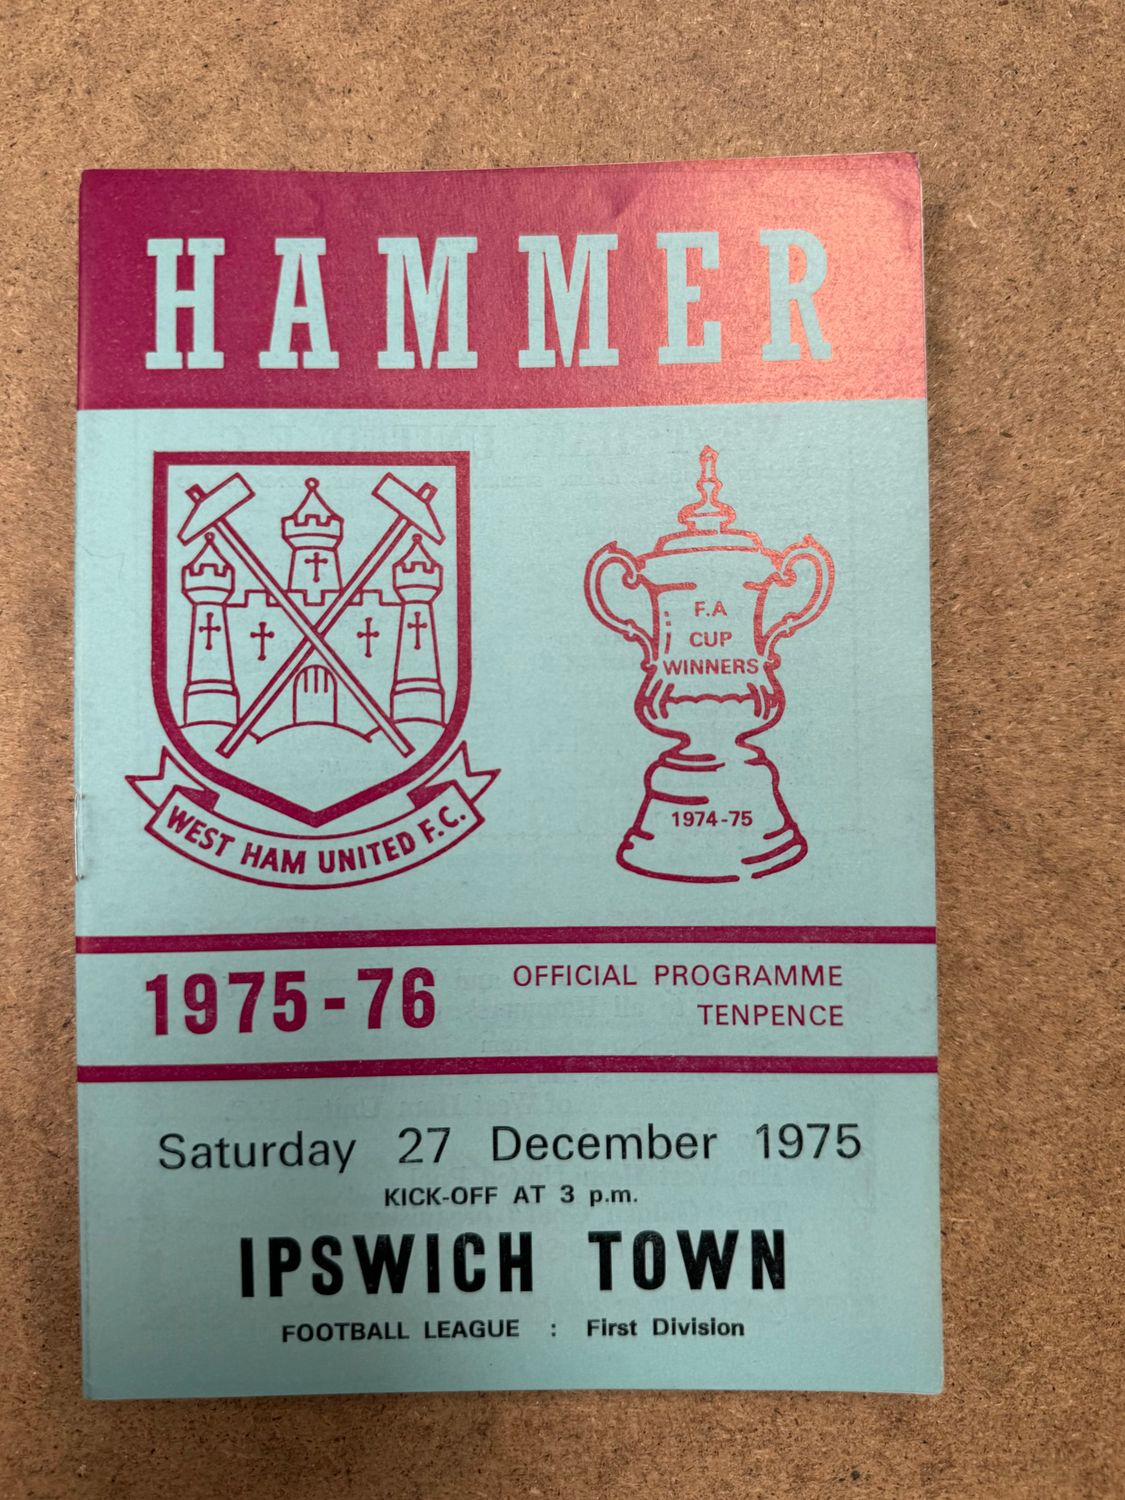 HAMMER
WEST HAM UNITED F.C.
F.A
CUP
WINNERS
1974-75
1975-76
OFFICIAL PROGRAMME
TENPENCE
Saturday 27 December 1975
KICK-OFF AT 3 p.m.
IPSWICH TOWN
FOOTBALL LEAGUE : First Division